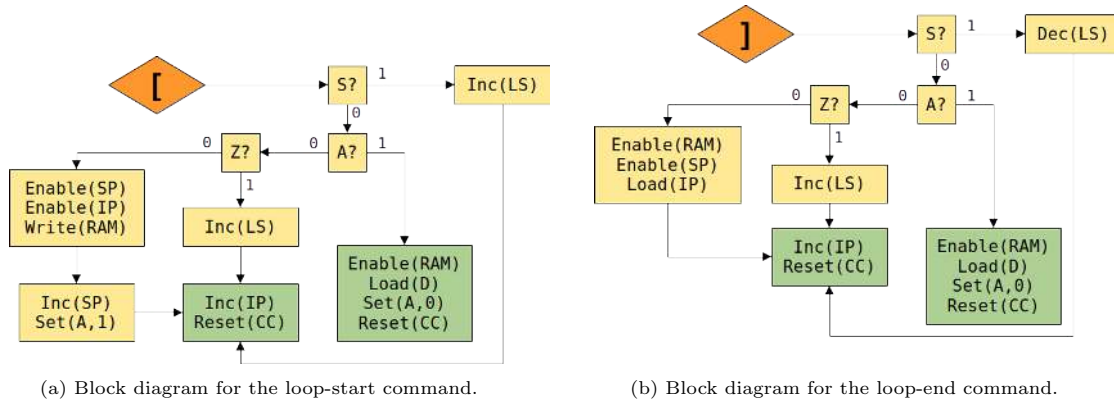 [
S?
1
Inc(LS)
0
Z?
0
0
A?
1
1
Enable(SP)
Enable(IP)
Write(RAM)
Inc(LS)
Enable(RAM)
Load(D)
Set(A,0)
Reset(CC)
Inc(SP)
Set(A,1)
Inc(IP)
Reset(CC)
(a) Block diagram for the loop-start command.
]
S?
1
Dec(LS)
0
0
Z?
0
A?
1
1
Enable(RAM)
Enable(SP)
Load(IP)
Inc(LS)
Inc(IP)
Reset(CC)
Enable(RAM)
Load(D)
Set(A,0)
Reset(CC)
(b) Block diagram for the loop-end command.